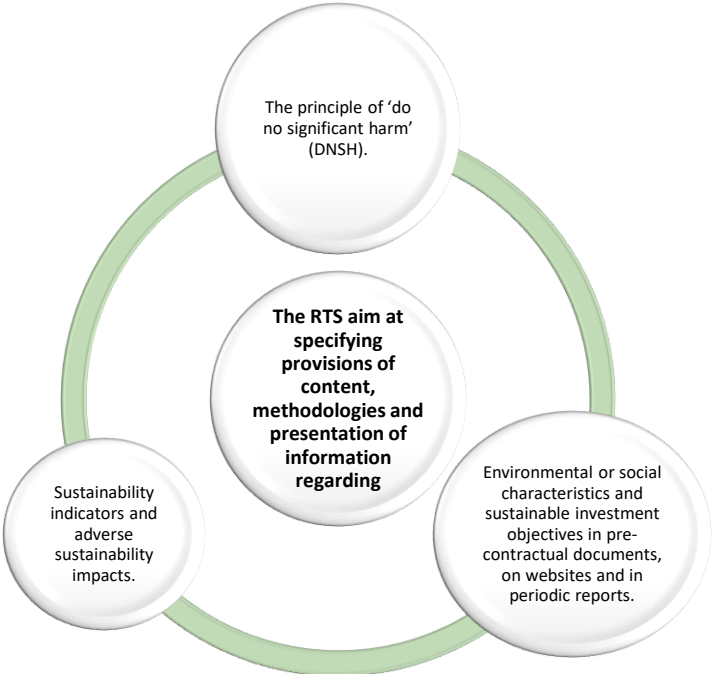 The principle of ‘do
no significant harm’
(DNSH).
The RTS aim at
specifying
provisions of
content,
methodologies and
presentation of
information
regarding
Environmental or social
characteristics and
sustainable investment
objectives in pre-
contractual documents,
on websites and in
periodic reports.
Sustainability
indicators and
adverse
sustainability
impacts.